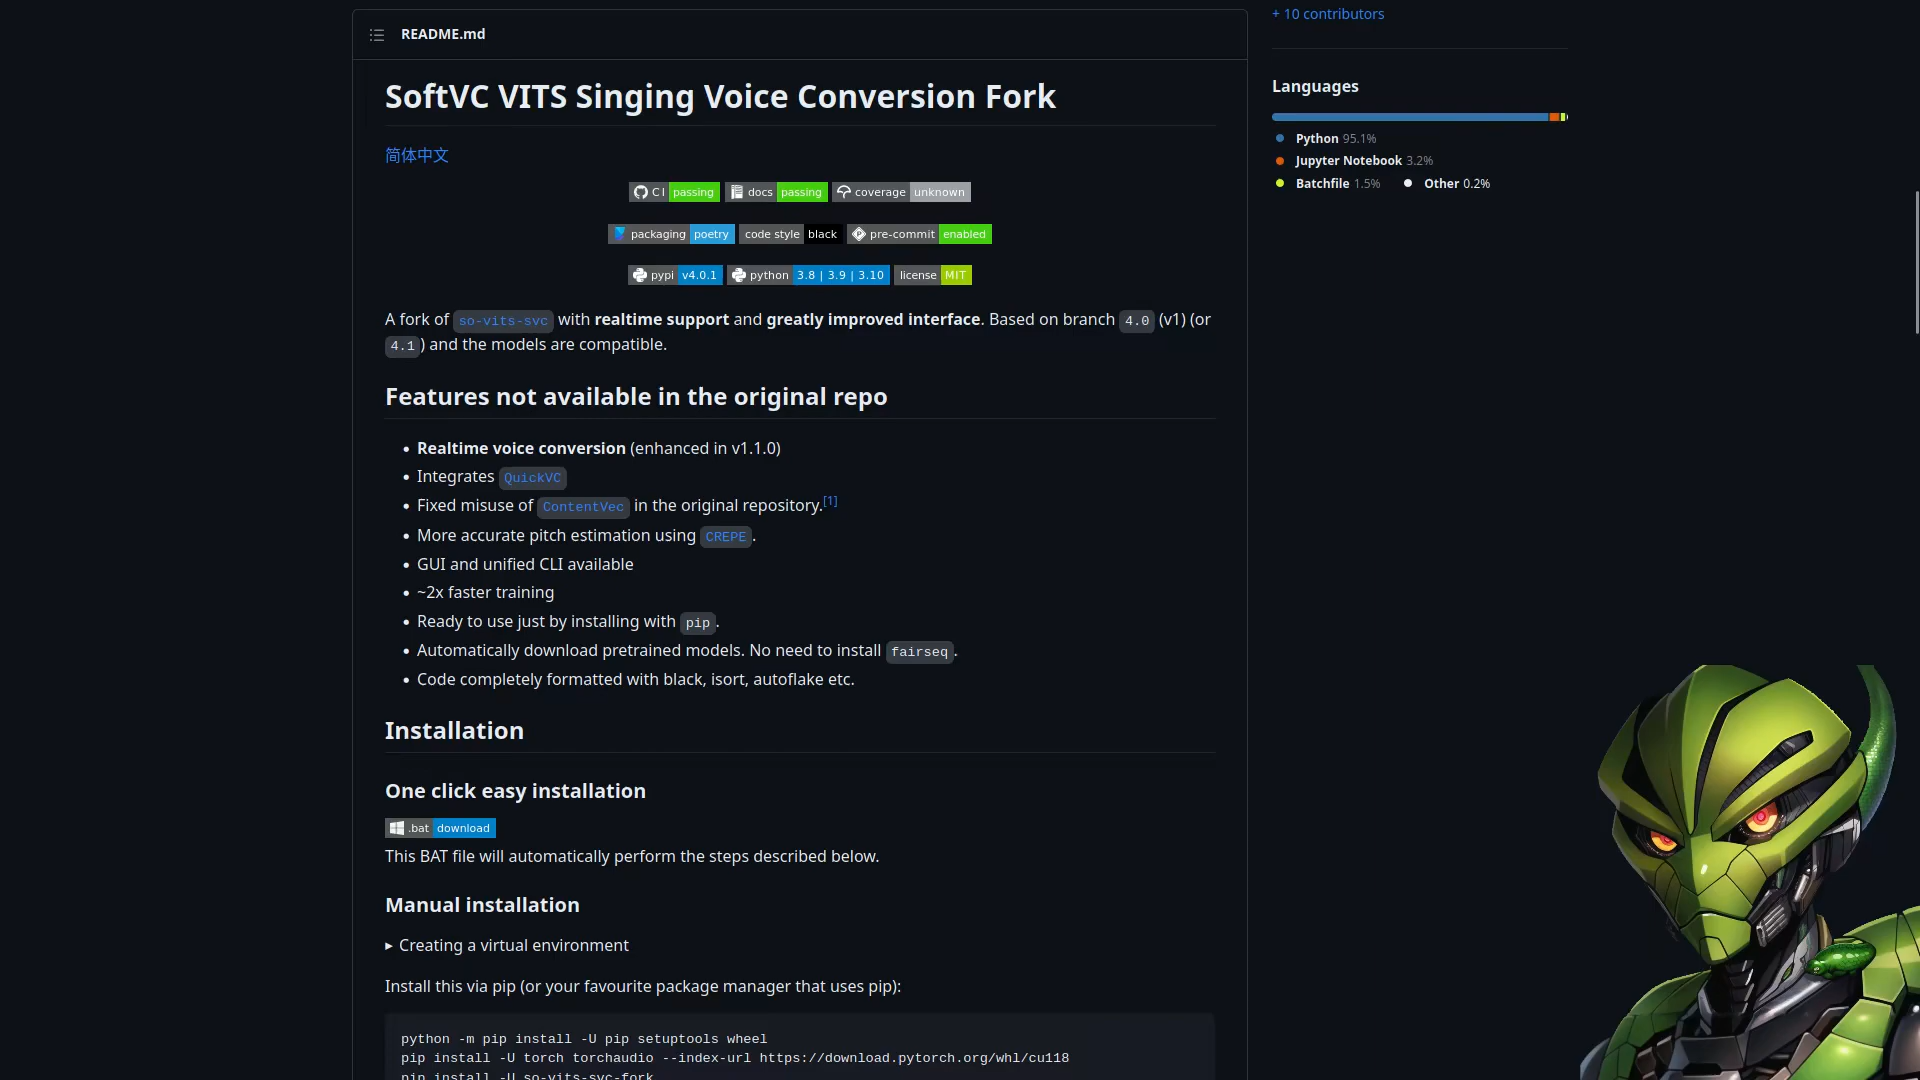 + 10 contributors
README.md
SoftVC VITS Singing Voice Conversion Fork
简体中文
CI passing docs passing coverage unknown
packaging poetry code style black pre-commit enabled
pypi v4.0.1 python 3.8 | 3.9 | 3.10 license MIT
A fork of so-vits-svc with realtime support and greatly improved interface. Based on branch 4.0 (v1) (or
4.1) and the models are compatible.
Features not available in the original repo
Realtime voice conversion (enhanced in v1.1.0)
Integrates QuickVC
Fixed misuse of ContentVec in the original repository.[1]
More accurate pitch estimation using CREPE.
GUI and unified CLI available
~2x faster training
Ready to use just by installing with pip.
Automatically download pretrained models. No need to install fairseq.
Code completely formatted with black, isort, autoflake etc.
Installation
One click easy installation
.bat download
This BAT file will automatically perform the steps described below.
Manual installation
Creating a virtual environment
Install this via pip (or your favourite package manager that uses pip):
python -m pip install -U pip setuptools wheel
pip install -U torch torchaudio --index-url https://download.pytorch.org/whl/cu118
pip install -U so-vits-svc-fork
Languages
Python 95.1%
Jupyter Notebook 3.2%
Batchfile 1.5% Other 0.2%